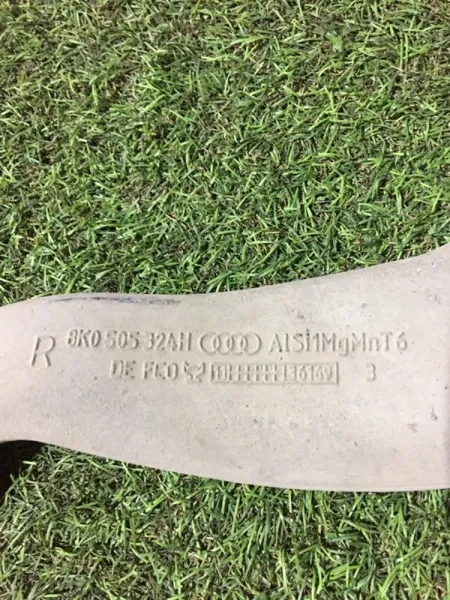 R 8K0 505 324H AlSi1MgMnT6
DE FCO 3